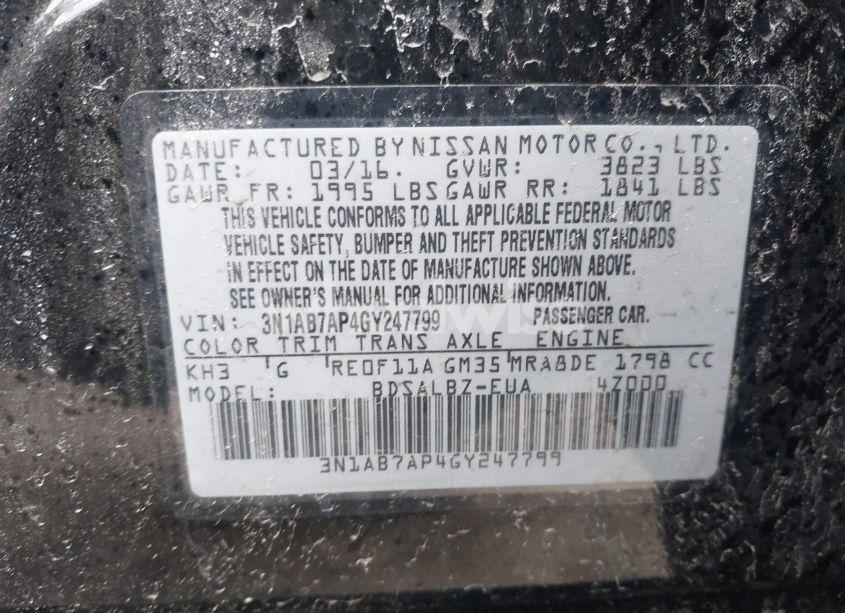 MANUFACTURED BY NISSAN MOTOR CO., LTD.
DATE: 03/16. GVWR: 3823 LBS
GAWR FR: 1995 LBS GAWR RR: 1841 LBS
THIS VEHICLE CONFORMS TO ALL APPLICABLE FEDERAL MOTOR
VEHICLE SAFETY, BUMPER AND THEFT PREVENTION STANDARDS
IN EFFECT ON THE DATE OF MANUFACTURE SHOWN ABOVE.
SEE OWNER'S MANUAL FOR ADDITIONAL INFORMATION.
VIN: 3N1AB7AP4GY247799 PASSENGER CAR.
COLOR TRIM TRANS AXLE ENGINE
KH3 G RE0F11A GM35 MRA8DE 1798 CC
MODEL: BDSALBZ-EUA 4Z000
3N1AB7AP4GY247799